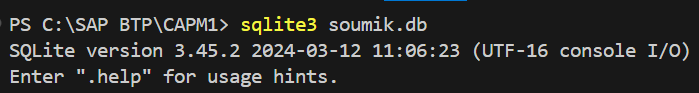 PS C:\SAP BTP\CAPM1> sqlite3 soumik.db
SQLite version 3.45.2 2024-03-12 11:06:23 (UTF-16 console I/O)
Enter ".help" for usage hints.